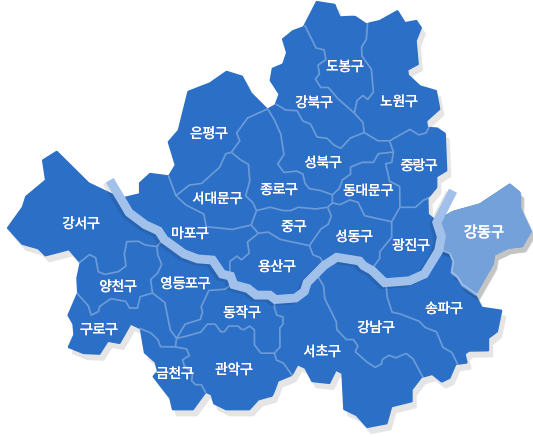 도봉구
강북구
노원구
은평구
성북구
중랑구
종로구
동대문구
서대문구
강서구
마포구
중구
성동구
광진구
강동구
용산구
양천구
영등포구
동작구
송파구
구로구
강남구
서초구
금천구
관악구